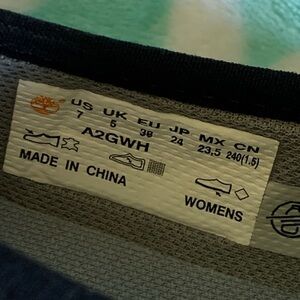 US UK EU JP MX CN
7 5 38 24 23,5 240(1.5)
A2GWH
MADE IN CHINA
WOMENS